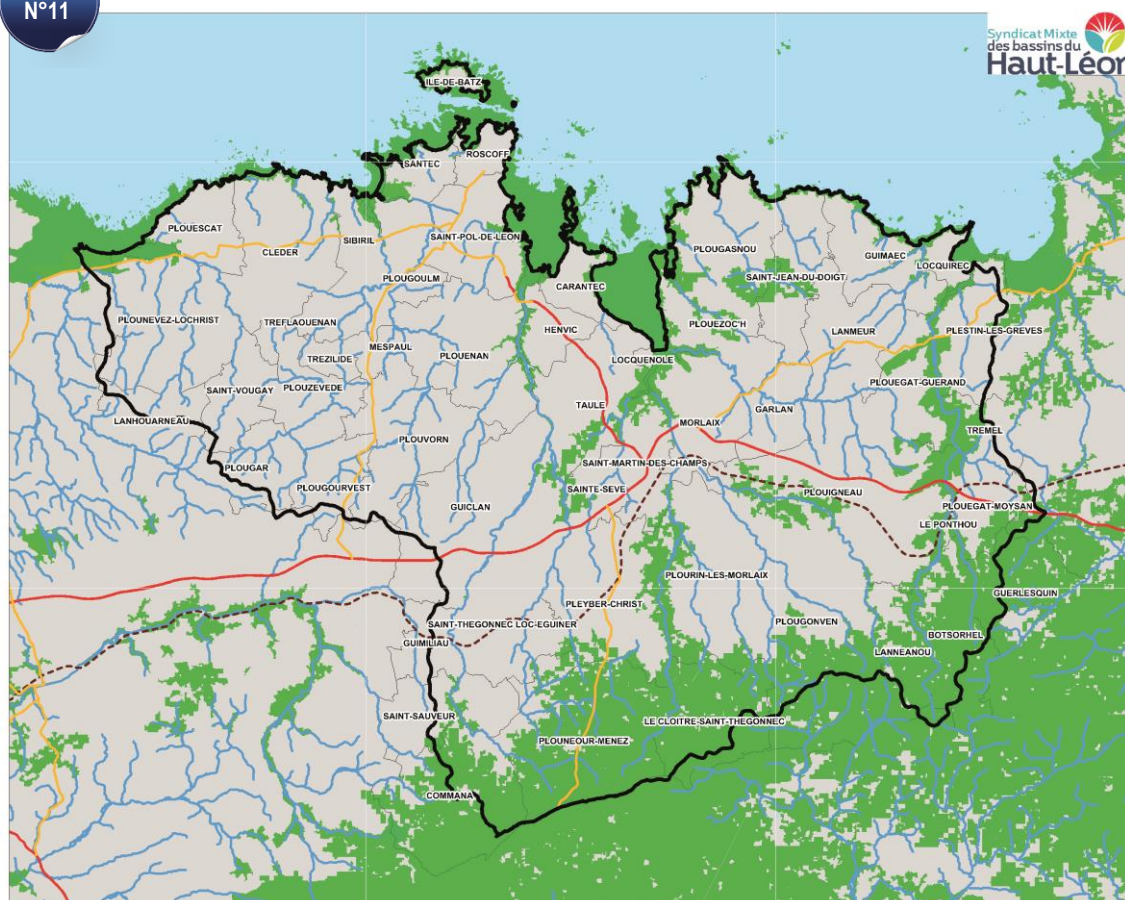 N°11
Syndicat Mixte
des bassins du
Haut-Léon
ILE-DE-BATZ
ROSCOFF
SANTEC
PLOUESCAT
CLEDER
SIBIRIL
SAINT-POL-DE-LEON
PLOUGASNOU
GUIMAEC
LOCQUIREC
PLOUGOULM
CARANTEC
SAINT-JEAN-DU-DOIGT
PLOUNEVEZ-LOCHRIST
TREFLAOUENAN
HENVIC
PLOUEZOC'H
LANMEUR
PLESTIN-LES-GREVES
MESPAUL
TREZILIDE
PLOUENAN
LOCQUENOLE
SAINT-VOUGAY
PLOUZEVEDE
PLOUEGAT-GUERAND
TAULE
GARLAN
LANHOUARNEAU
MORLAIX
TREMEL
PLOUVORN
PLOUGAR
SAINT-MARTIN-DES-CHAMPS
PLOUGOURVEST
SAINTE-SEVE
PLOUIGNEAU
GUICLAN
PLOUEGAT-MOYSAN
LE PONTHOU
PLOURIN-LES-MORLAIX
GUERLESQUIN
PLEYBER-CHRIST
SAINT-THEGONNEC LOC-EGUINER
PLOUGONVEN
GUIMILIAU
BOTSORHEL
LANNEANOU
SAINT-SAUVEUR
LE CLOITRE-SAINT-THEGONNEC
PLOUNEOUR-MENEZ
COMMANA